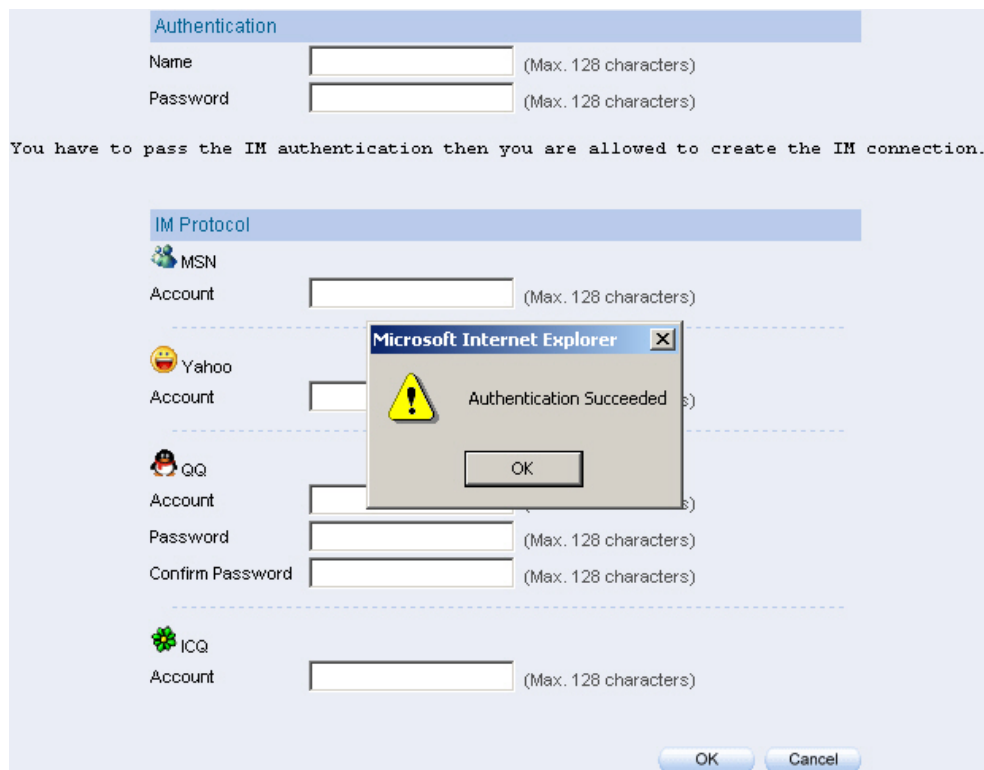 Authentication
Name (Max. 128 characters)
Password (Max. 128 characters)
You have to pass the IM authentication then you are allowed to create the IM connection.
IM Protocol
MSN
Account (Max. 128 characters)
Microsoft Internet Explorer
Yahoo
Authentication Succeeded
Account s)
OK
QQ
Account s)
Password (Max. 128 characters)
Confirm Password (Max. 128 characters)
ICQ
Account (Max. 128 characters)
OK Cancel